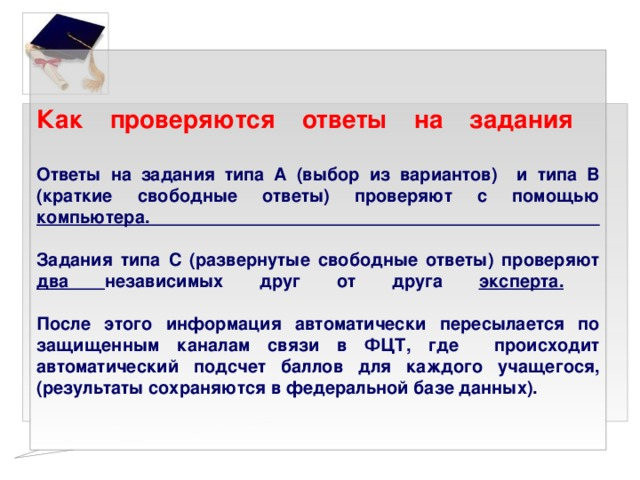 Как проверяются ответы на задания
Ответы на задания типа А (выбор из вариантов) и типа В
(краткие свободные ответы) проверяют с помощью
компьютера.
Задания типа С (развернутые свободные ответы) проверяют
два независимых друг от друга эксперта.
После этого информация автоматически пересылается по
защищенным каналам связи в ФЦТ, где происходит
автоматический подсчет баллов для каждого учащегося,
(результаты сохраняются в федеральной базе данных).